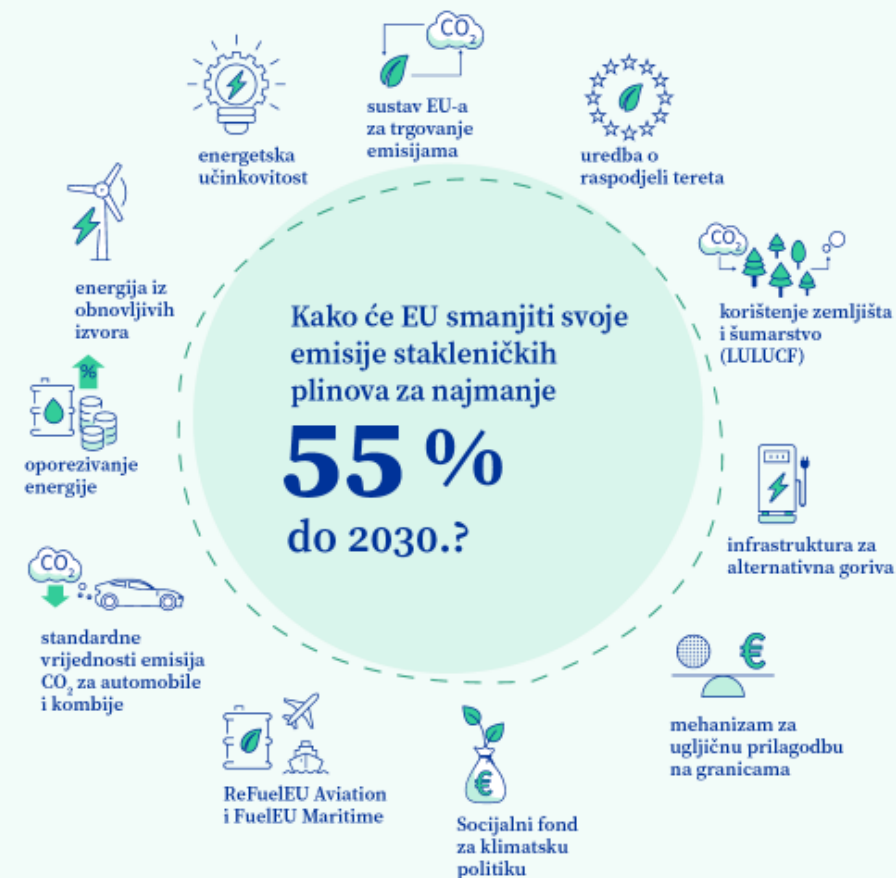 CO₂
sustav EU-a
za trgovanje
emisijama
uredba o
raspodjeli tereta
CO₂
korištenje zemljišta
i šumarstvo
(LULUCF)
infrastruktura za
alternativna goriva
€
mehanizam za
ugljičnu prilagodbu
na granicama
€
Socijalni fond
za klimatsku
politiku
ReFuelEU Aviation
i FuelEU Maritime
CO₂
standardne
vrijednosti emisija
CO₂ za automobile
i kombije
%
oporezivanje
energije
energija iz
obnovljivih
izvora
energetska
učinkovitost
Kako će EU smanjiti svoje
emisije stakleničkih
plinova za najmanje
55 %
do 2030.?